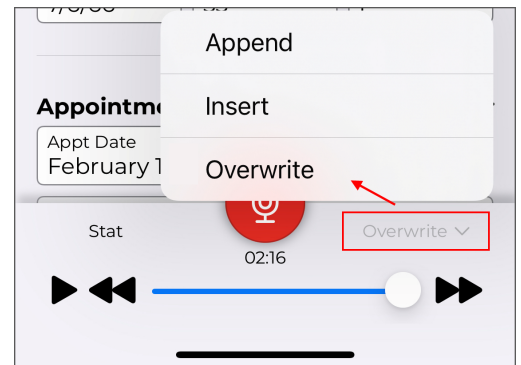 Append
Insert
Appointme
Overwrite
Appt Date
February 1
Stat
Overwrite
02:16